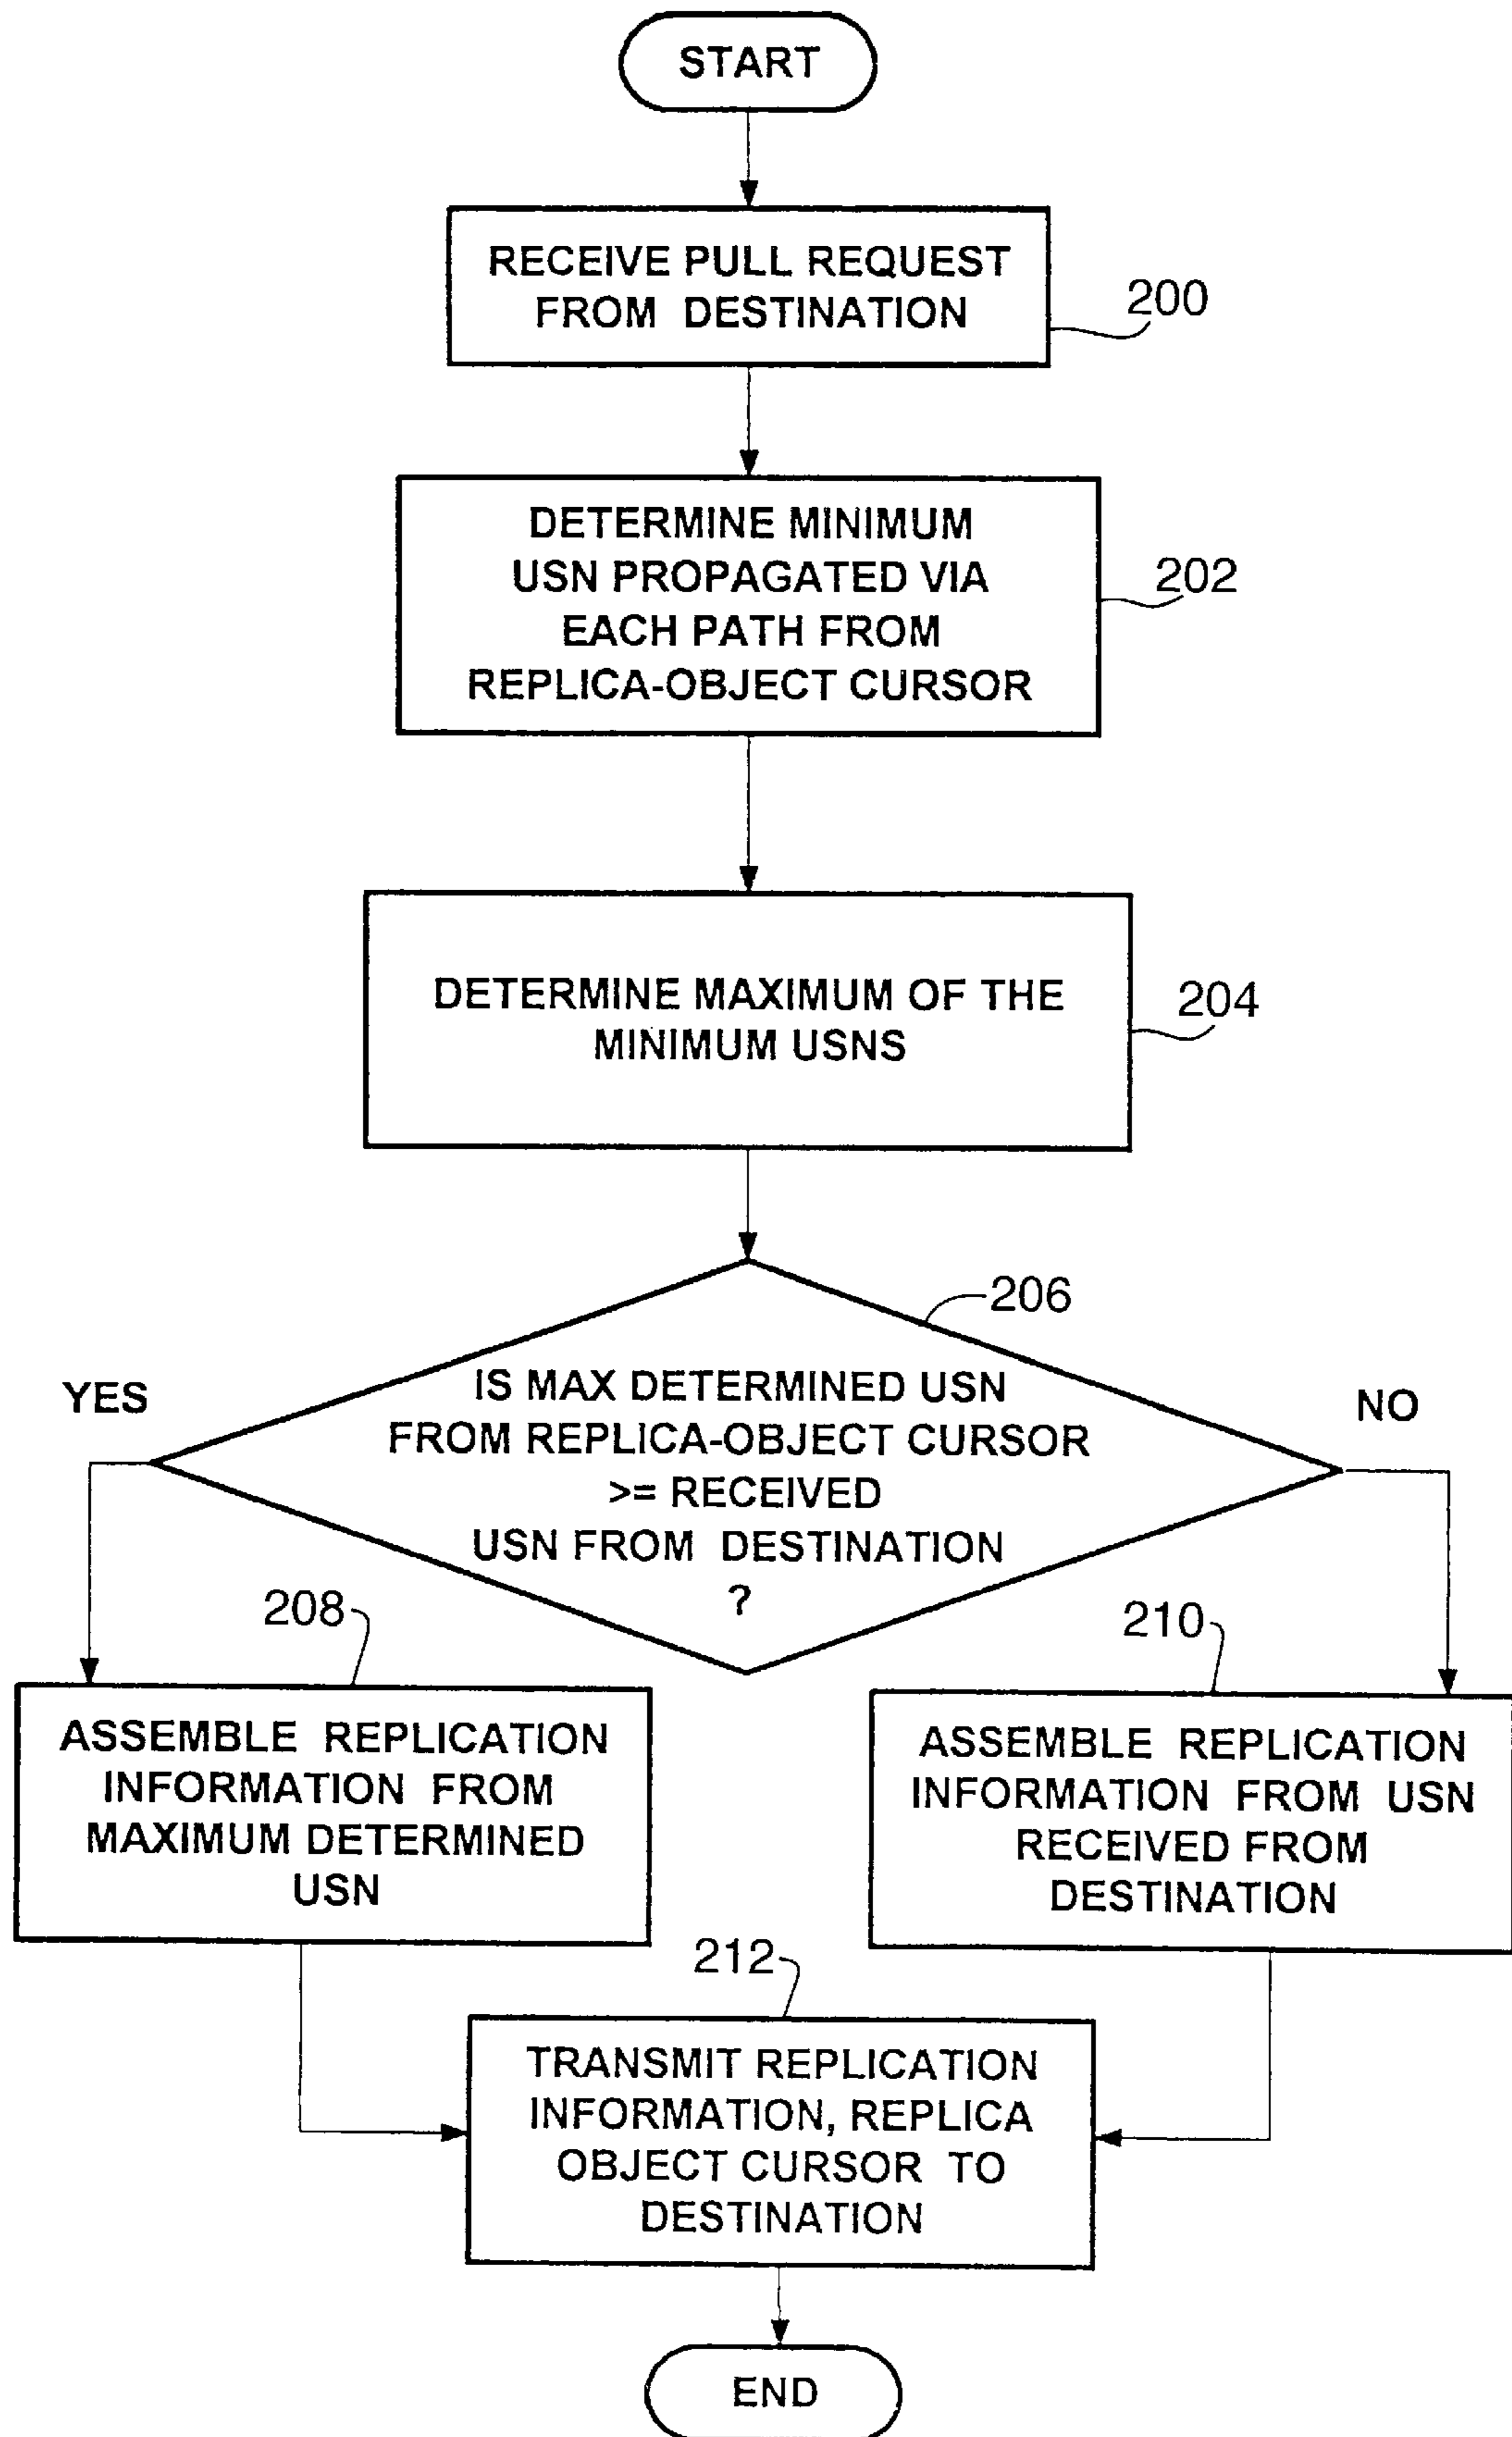 START
RECEIVE PULL REQUEST
FROM DESTINATION
200
DETERMINE MINIMUM
USN PROPAGATED VIA
EACH PATH FROM
REPLICA-OBJECT CURSOR
202
DETERMINE MAXIMUM OF THE
MINIMUM USNS
204
206
IS MAX DETERMINED USN
FROM REPLICA-OBJECT CURSOR
>= RECEIVED
USN FROM DESTINATION
?
YES
NO
208
ASSEMBLE REPLICATION
INFORMATION FROM
MAXIMUM DETERMINED
USN
210
ASSEMBLE REPLICATION
INFORMATION FROM USN
RECEIVED FROM
DESTINATION
212
TRANSMIT REPLICATION
INFORMATION, REPLICA
OBJECT CURSOR TO
DESTINATION
END